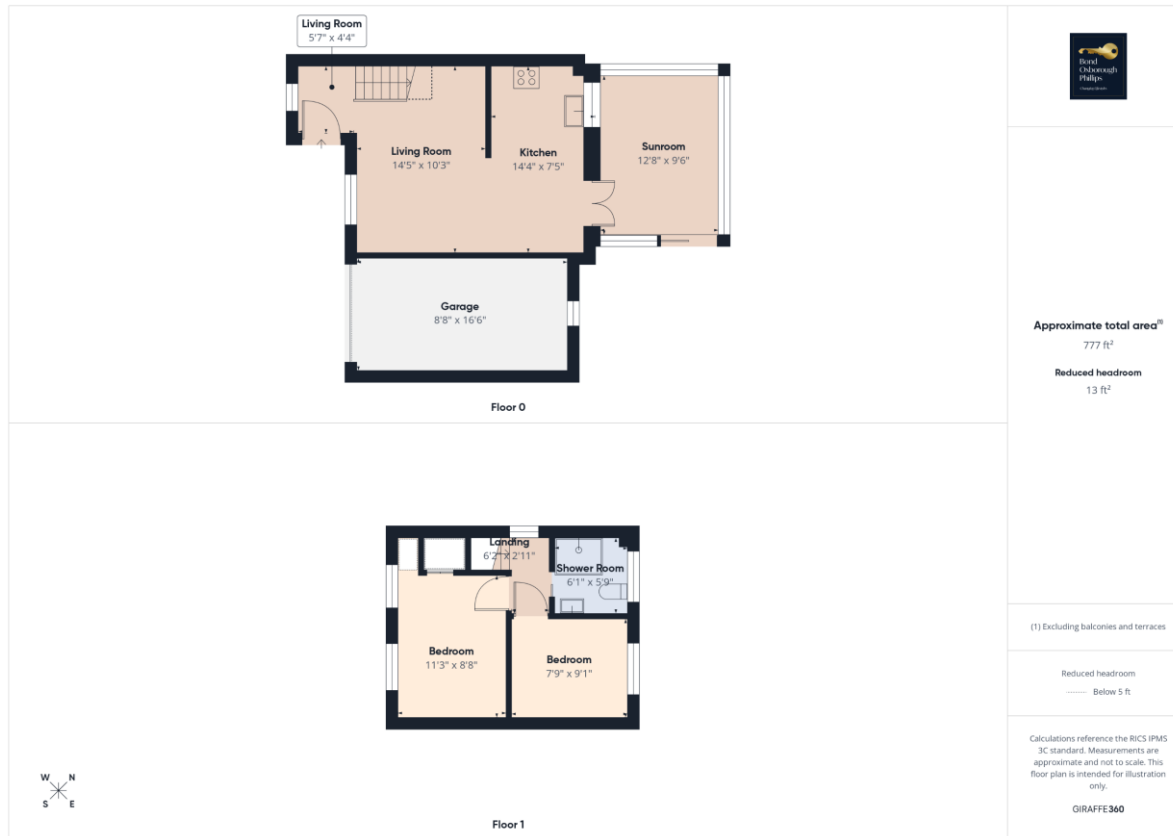 Living Room
5'7" x 4'4"
Living Room
14'5" x 10'3"
Kitchen
14'4" x 7'5"
Sunroom
12'8" x 9'6"
Garage
8'8" x 16'6"
Floor 0
Landing
6'2" x 2'11"
Shower Room
6'1" x 5'9"
Bedroom
11'3" x 8'8"
Bedroom
7'9" x 9'1"
W N
S E
Floor 1
Bond
Oxborough
Phillips
Approximate total area(1)
777 ft²
Reduced headroom
13 ft²
(1) Excluding balconies and terraces
Reduced headroom
Below 5 ft
Calculations reference the RICS IPMS
3C standard. Measurements are
approximate and not to scale. This
floor plan is intended for illustration
only.
GIRAFFE360